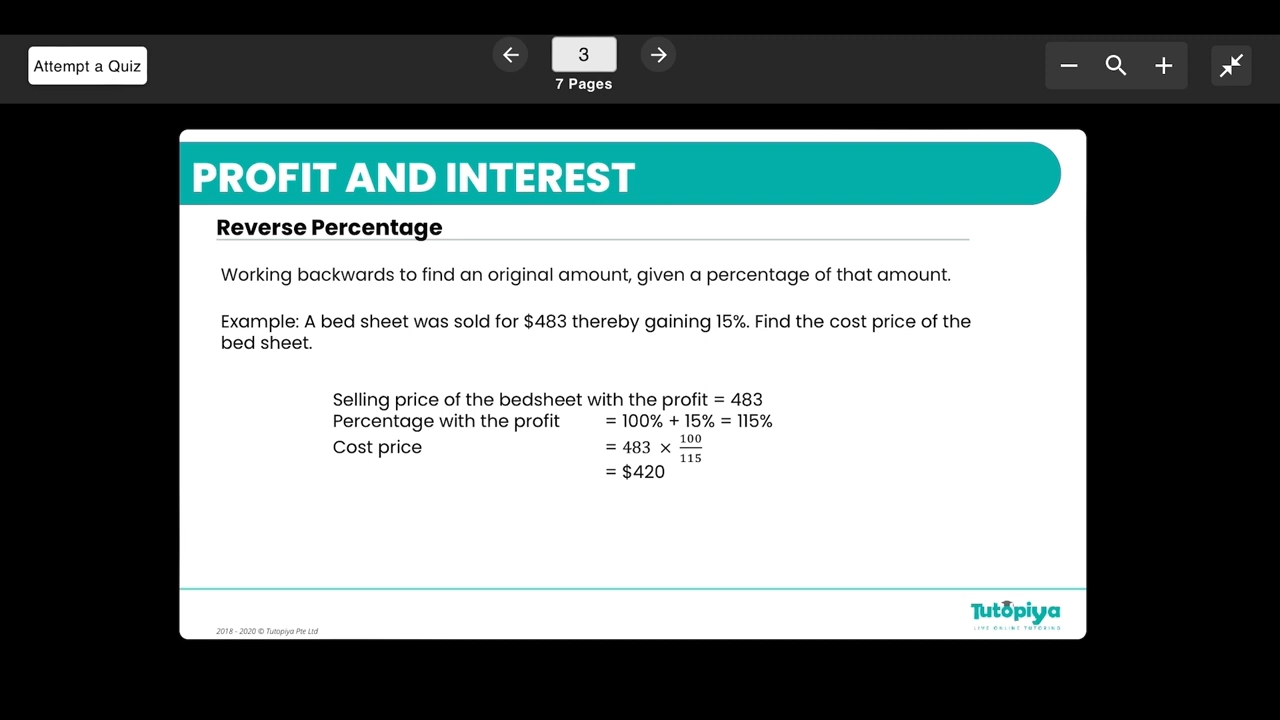 Attempt a Quiz
3
7 Pages
PROFIT AND INTEREST
Reverse Percentage
Working backwards to find an original amount, given a percentage of that amount.
Example: A bed sheet was sold for $483 thereby gaining 15%. Find the cost price of the
bed sheet.
Selling price of the bedsheet with the profit = 483
Percentage with the profit = 100% + 15% = 115%
Cost price = 483 × 100/115
= $420
Tutopiya
LIVE ONLINE TUTORING
2018 - 2020 © Tutopiya Pte Ltd